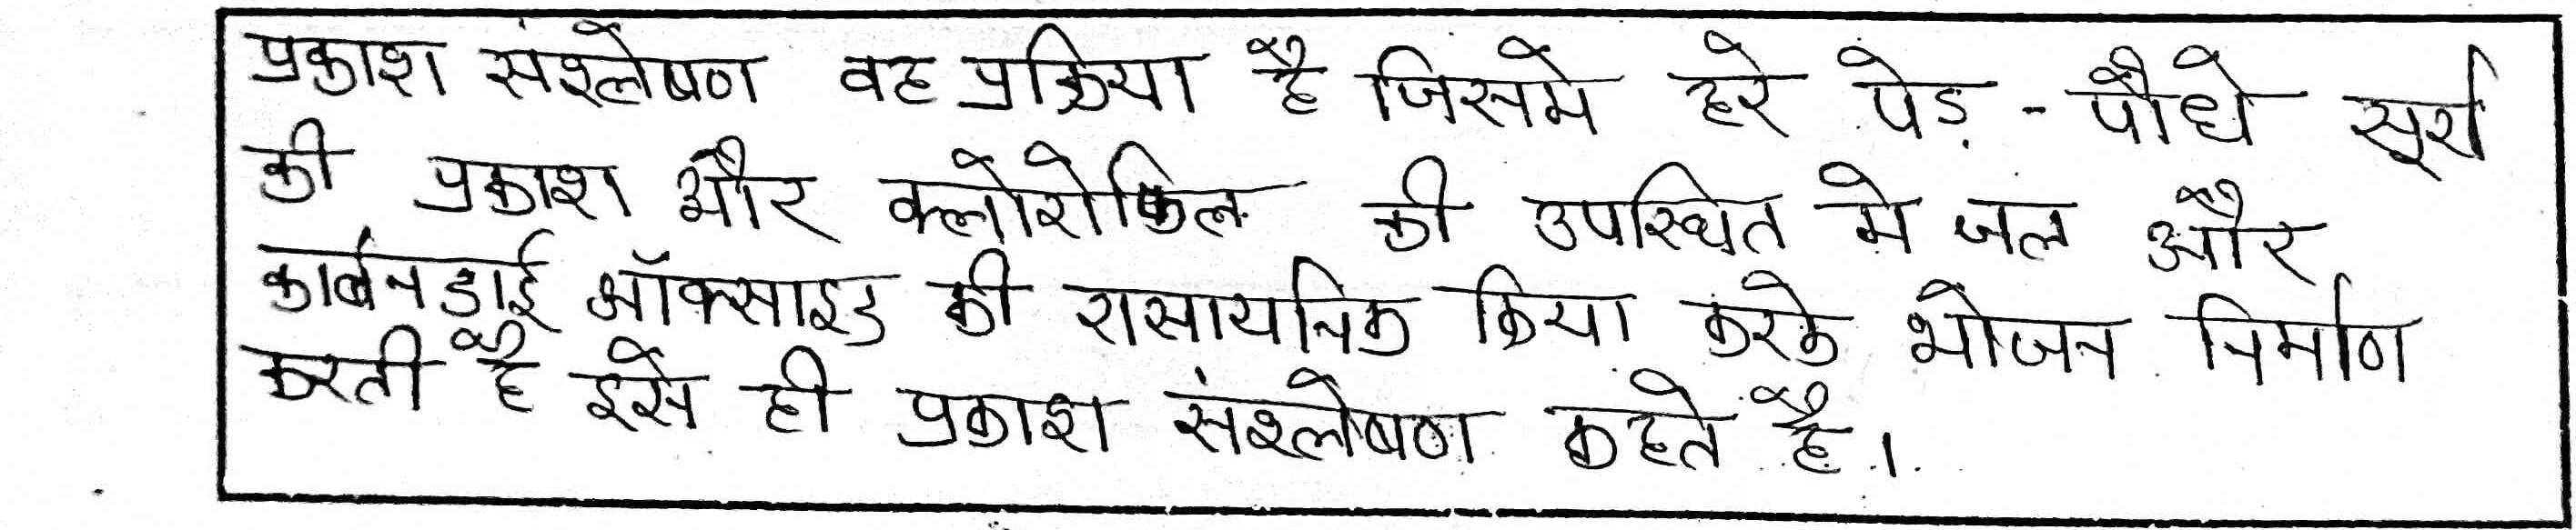 प्रकाश संश्लेषण वह प्रक्रिया है जिसमे हरे पेड़ - पौधे सूर्य
की प्रकाश और क्लोरोफिल की उपस्थित मे जल और
कार्बनडाई ऑक्साइड की रासायनिक क्रिया करके भोजन निर्माण
करती है इसे ही प्रकाश संश्लेषण कहते है।